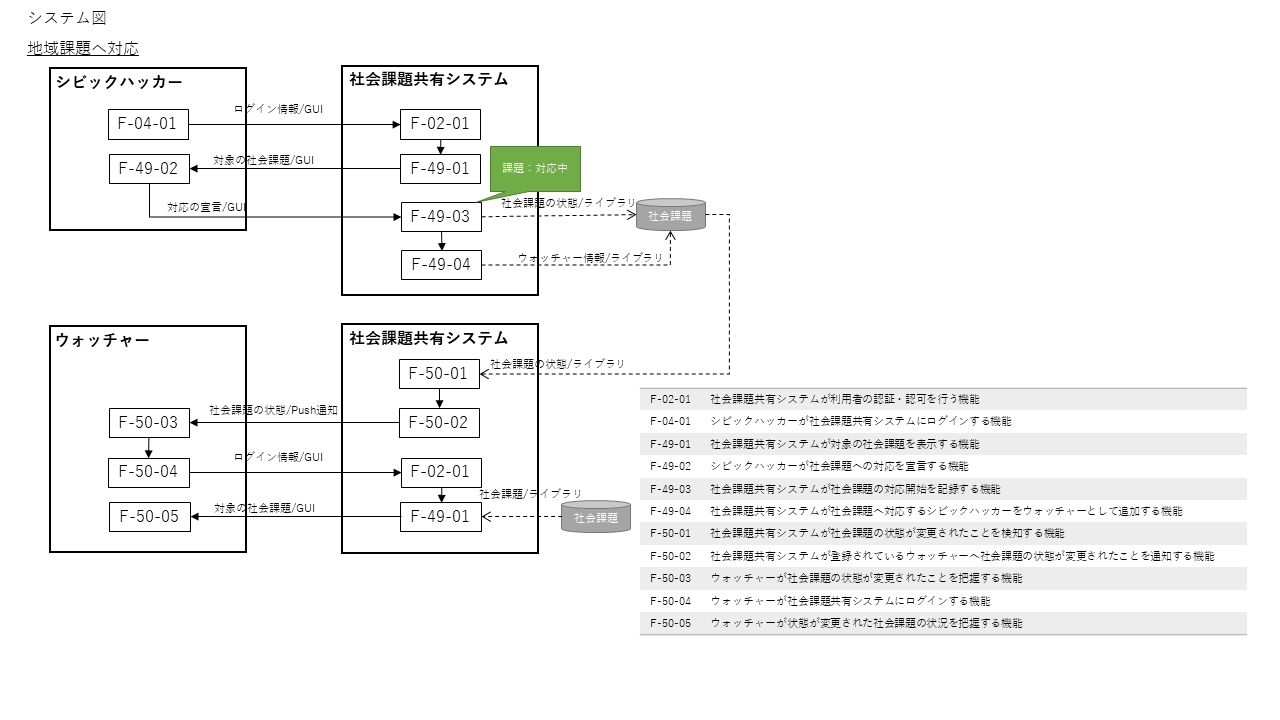 システム図
地域課題へ対応
シビックハッカー
社会課題共有システム
F-04-01
ログイン情報/GUI
F-02-01
F-49-02
対象の社会課題/GUI
F-49-01
課題：対応中
対応の宣言/GUI
F-49-03
社会課題の状態/ライブラリ
社会課題
F-49-04
ウォッチャー情報/ライブラリ
ウォッチャー
社会課題共有システム
F-50-01
社会課題の状態/ライブラリ
F-50-03
社会課題の状態/Push通知
F-50-02
F-50-04
ログイン情報/GUI
F-02-01
F-50-05
対象の社会課題/GUI
F-49-01
社会課題/ライブラリ
社会課題
F-02-01 社会課題共有システムが利用者の認証・認可を行う機能
F-04-01 シビックハッカーが社会課題共有システムにログインする機能
F-49-01 社会課題共有システムが対象の社会課題を表示する機能
F-49-02 シビックハッカーが社会課題への対応を宣言する機能
F-49-03 社会課題共有システムが社会課題の対応開始を記録する機能
F-49-04 社会課題共有システムが社会課題へ対応するシビックハッカーをウォッチャーとして追加する機能
F-50-01 社会課題共有システムが社会課題の状態が変更されたことを検知する機能
F-50-02 社会課題共有システムが登録されているウォッチャーへ社会課題の状態が変更されたことを通知する機能
F-50-03 ウォッチャーが社会課題の状態が変更されたことを把握する機能
F-50-04 ウォッチャーが社会課題共有システムにログインする機能
F-50-05 ウォッチャーが状態が変更された社会課題の状況を把握する機能